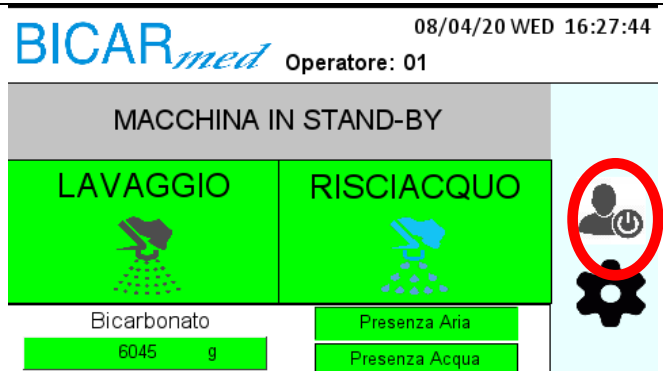 BICARmed
08/04/20 WED 16:27:44
Operatore: 01
MACCHINA IN STAND-BY
LAVAGGIO
RISCIACQUO
Bicarbonato
6045 g
Presenza Aria
Presenza Acqua